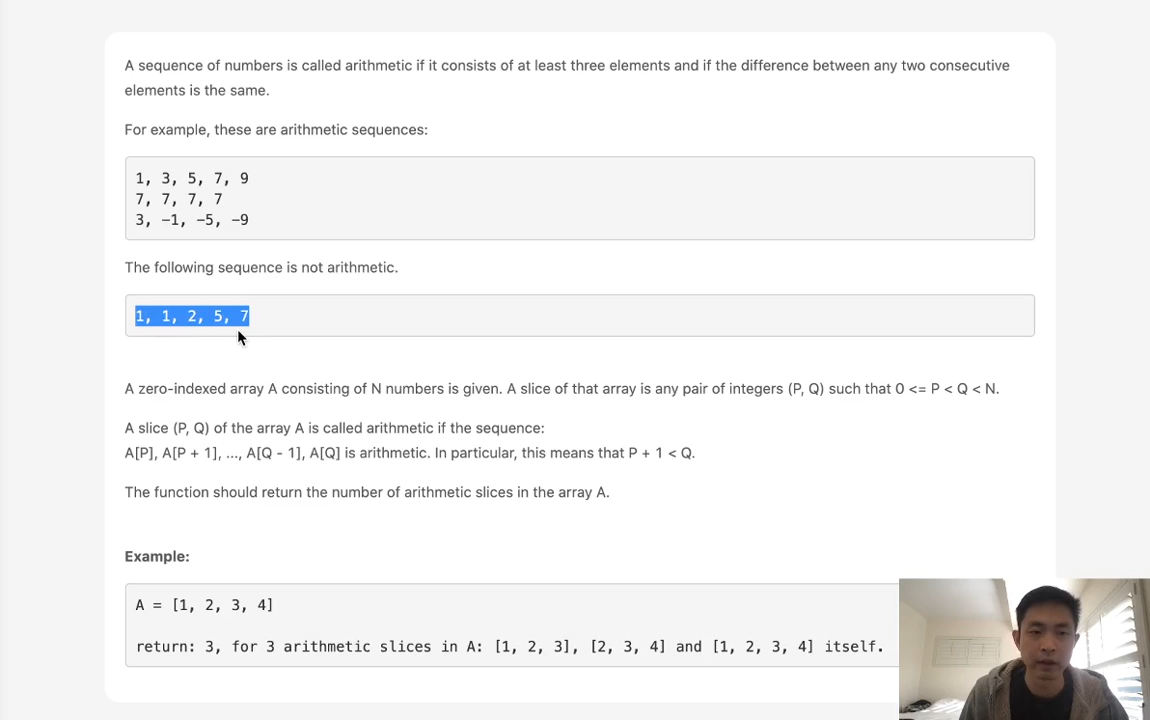 A sequence of numbers is called arithmetic if it consists of at least three elements and if the difference between any two consecutive
elements is the same.
For example, these are arithmetic sequences:
1, 3, 5, 7, 9
7, 7, 7, 7
3, −1, −5, −9
The following sequence is not arithmetic.
1, 1, 2, 5, 7
A zero-indexed array A consisting of N numbers is given. A slice of that array is any pair of integers (P, Q) such that 0 <= P < Q < N.
A slice (P, Q) of the array A is called arithmetic if the sequence:
A[P], A[P + 1], ..., A[Q - 1], A[Q] is arithmetic. In particular, this means that P + 1 < Q.
The function should return the number of arithmetic slices in the array A.
Example:
A = [1, 2, 3, 4]
return: 3, for 3 arithmetic slices in A: [1, 2, 3], [2, 3, 4] and [1, 2, 3, 4] itself.